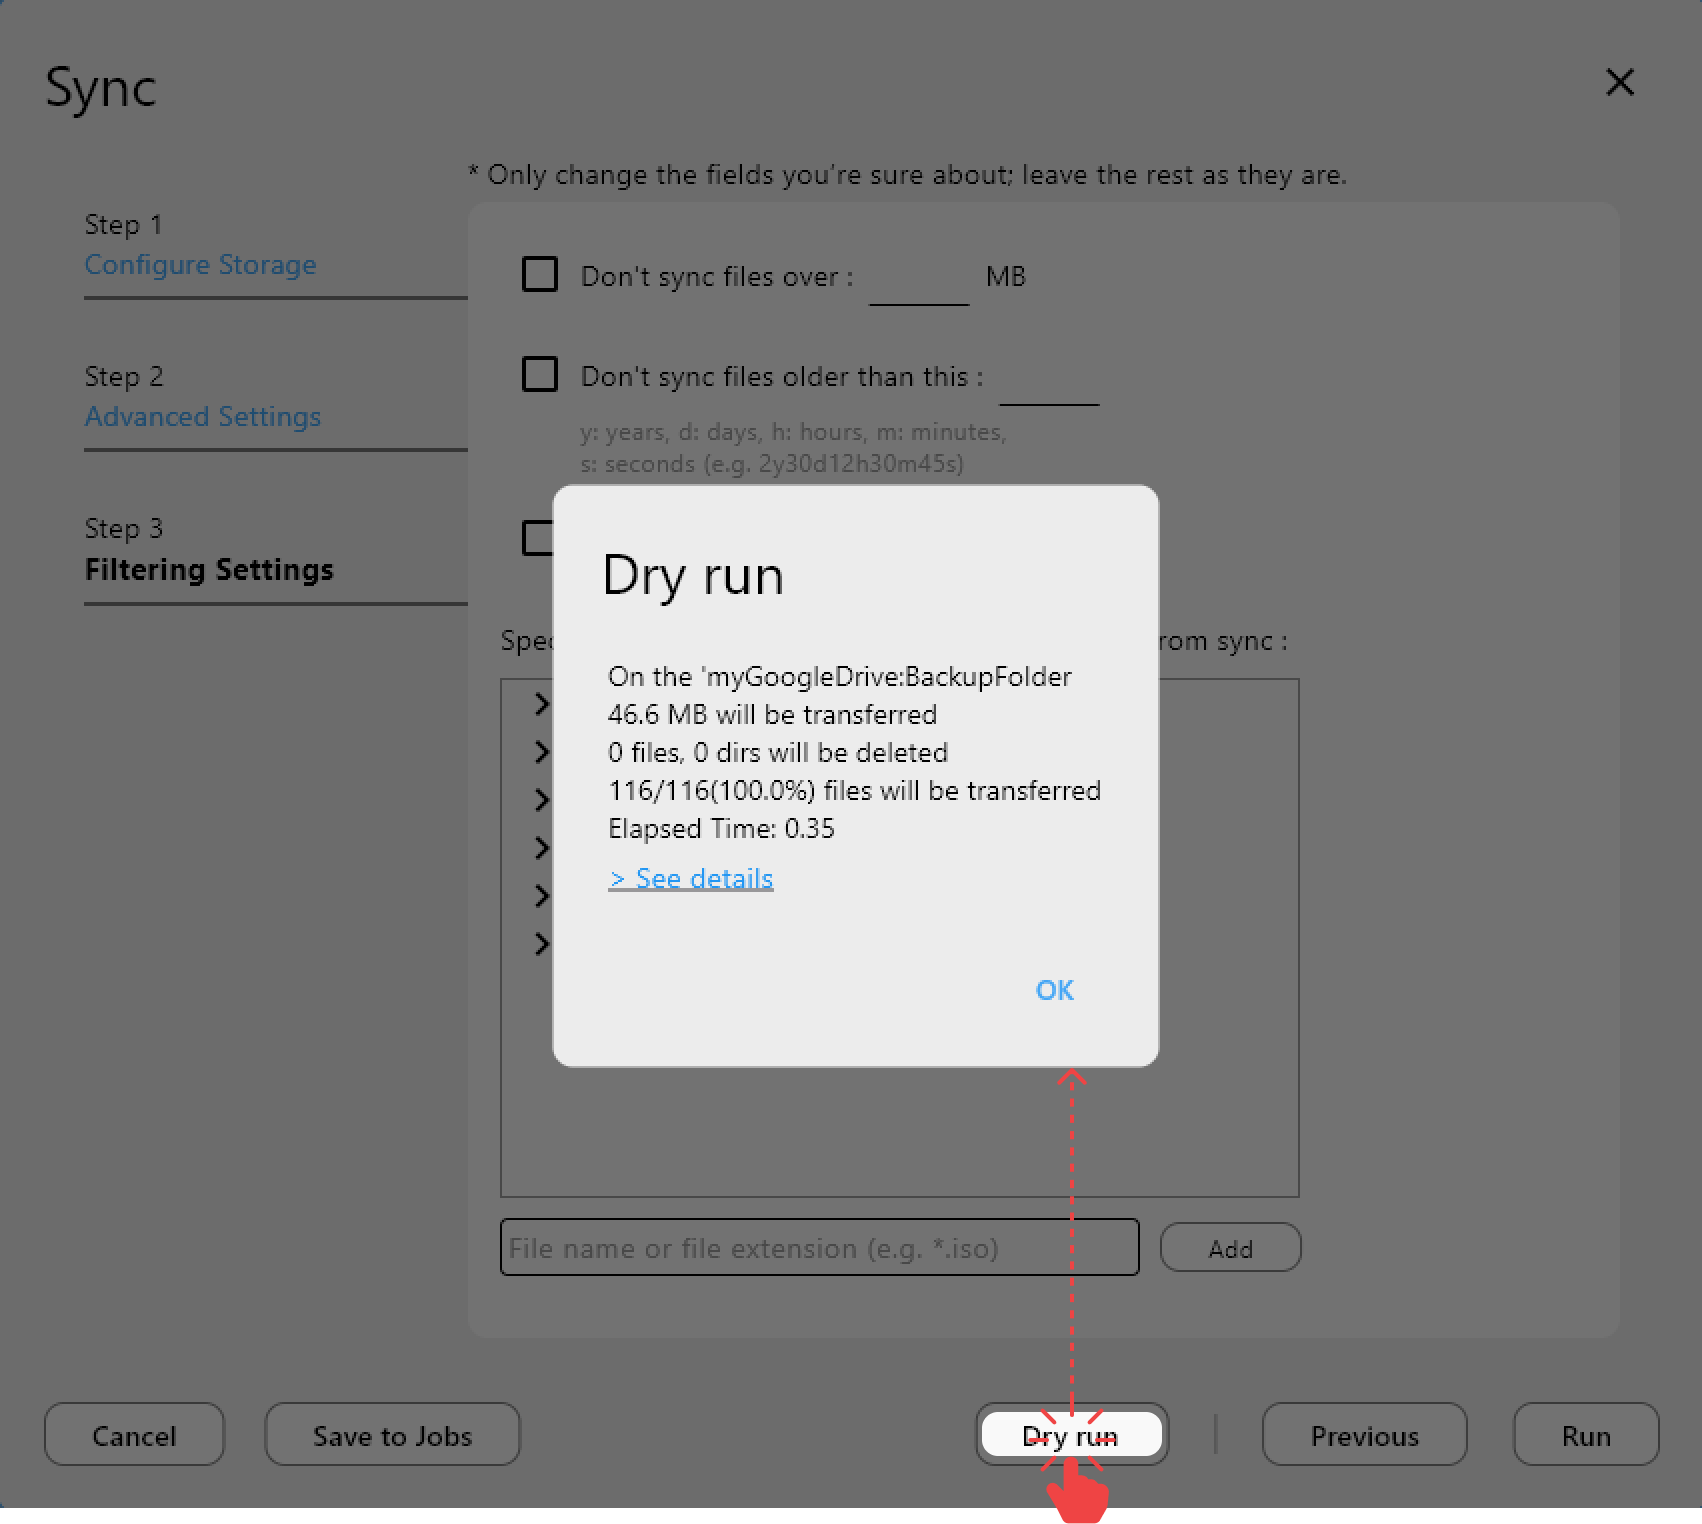 Sync
* Only change the fields you're sure about; leave the rest as they are.
Step 1
Configure Storage
Step 2
Advanced Settings
Step 3
Filtering Settings
Don't sync files over :
MB
Don't sync files older than this :
y: years, d: days, h: hours, m: minutes,
s: seconds (e.g. 2y30d12h30m45s)
rom sync :
Dry run
On the 'myGoogleDrive:BackupFolder
46.6 MB will be transferred
0 files, 0 dirs will be deleted
116/116(100.0%) files will be transferred
Elapsed Time: 0.35
> See details
OK
File name or file extension (e.g. *.iso)
Add
Cancel
Save to Jobs
Dry run
Previous
Run